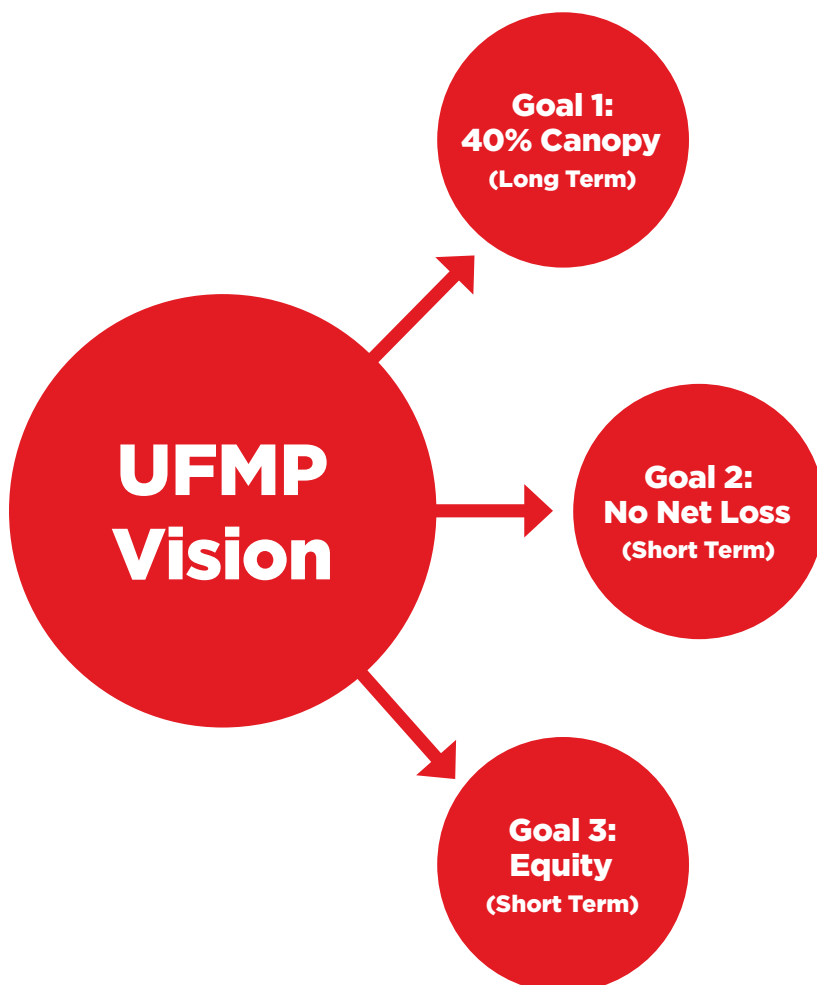 Goal 1:
40% Canopy
(Long Term)
UFMP
Vision
Goal 2:
No Net Loss
(Short Term)
Goal 3:
Equity
(Short Term)